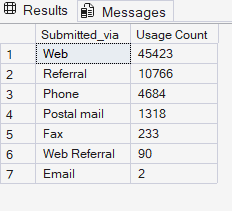 Results Messages
Submitted_via Usage Count
1 Web 45423
2 Referral 10766
3 Phone 4684
4 Postal mail 1318
5 Fax 233
6 Web Referral 90
7 Email 2